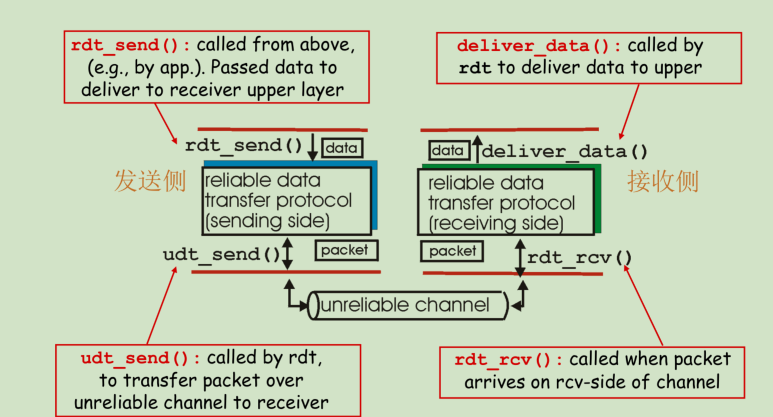 rdt_send(): called from above,
(e.g., by app.). Passed data to
deliver to receiver upper layer
deliver_data(): called by
rdt to deliver data to upper
rdt_send()
data
data
deliver_data()
发送侧
reliable data
transfer protocol
(sending side)
reliable data
transfer protocol
(receiving side)
接收侧
udt_send()
packet
packet
rdt_rcv()
unreliable channel
udt_send(): called by rdt,
to transfer packet over
unreliable channel to receiver
rdt_rcv(): called when packet
arrives on rcv-side of channel